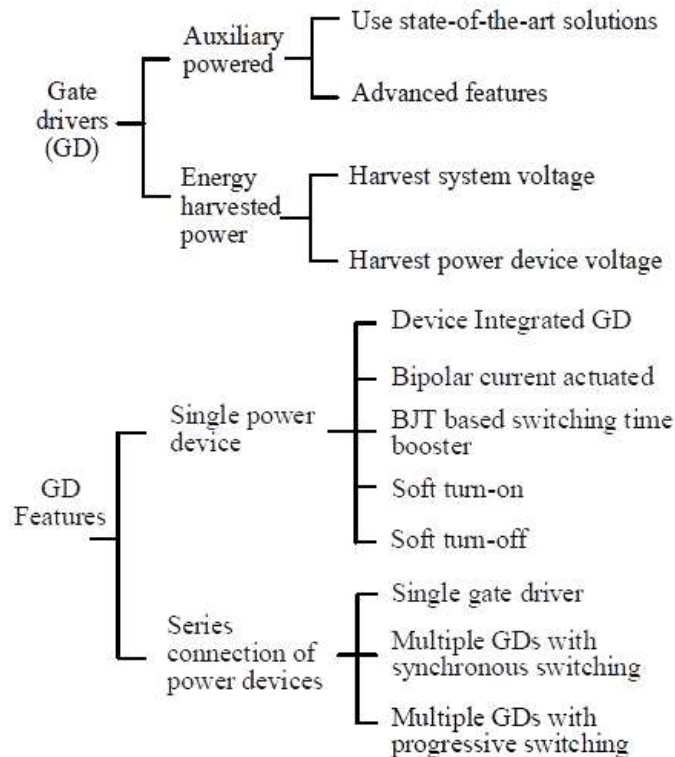 Gate
drivers
(GD)
Auxiliary
powered
Use state-of-the-art solutions
Advanced features
Energy
harvested
power
Harvest system voltage
Harvest power device voltage
GD
Features
Single power
device
Device Integrated GD
Bipolar current actuated
BJT based switching time
booster
Soft turn-on
Soft turn-off
Series
connection of
power devices
Single gate driver
Multiple GDs with
synchronous switching
Multiple GDs with
progressive switching